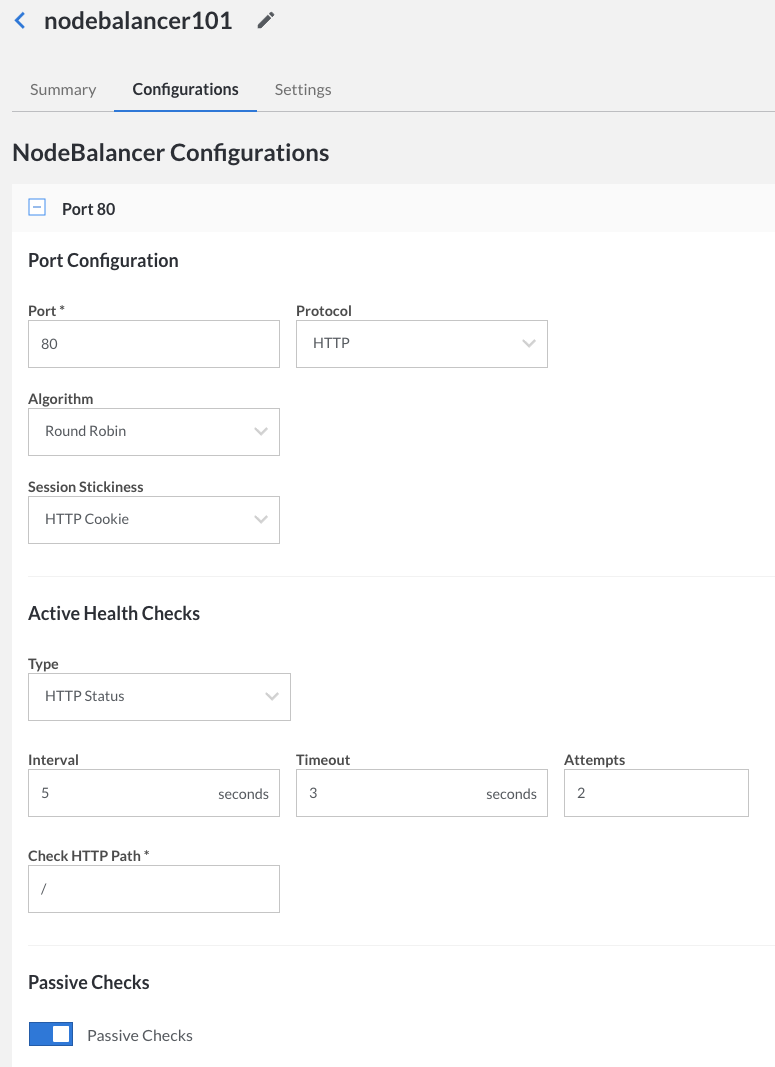 nodebalancer101
Summary Configurations Settings
NodeBalancer Configurations
Port 80
Port Configuration
Port * Protocol
80 HTTP
Algorithm
Round Robin
Session Stickiness
HTTP Cookie
Active Health Checks
Type
HTTP Status
Interval Timeout Attempts
5 seconds 3 seconds 2
Check HTTP Path *
/
Passive Checks
Passive Checks